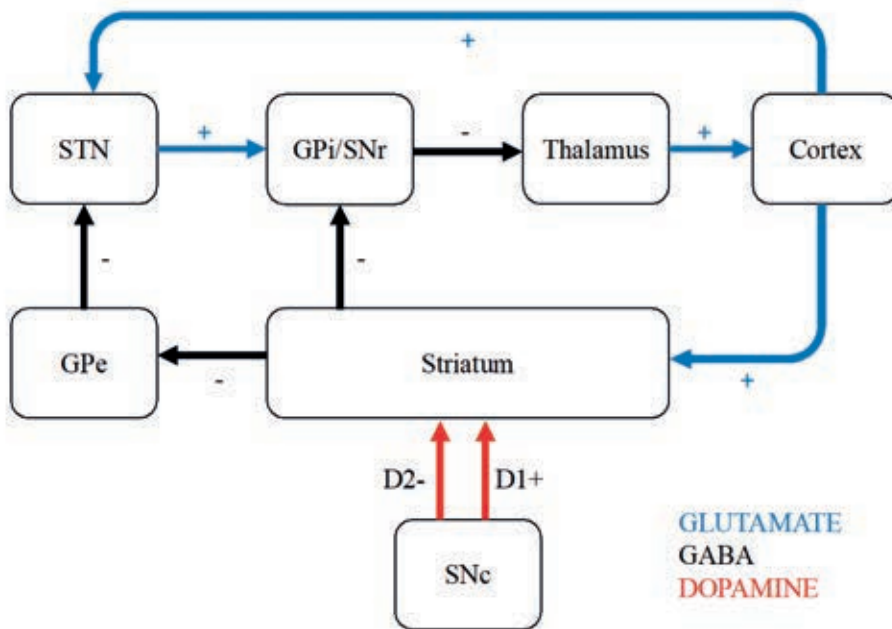 +
STN
+
GPi/SNr
-
Thalamus
+
Cortex
-
-
GPe
-
Striatum
+
D2-
D1+
SNc
GLUTAMATE
GABA
DOPAMINE